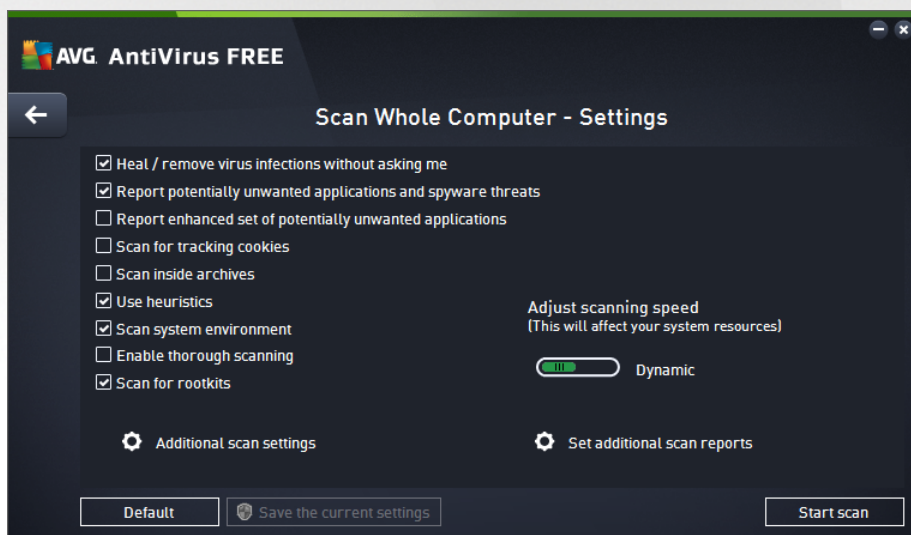 AVG. AntiVirus FREE
Scan Whole Computer - Settings
Heal / remove virus infections without asking me
Report potentially unwanted applications and spyware threats
Report enhanced set of potentially unwanted applications
Scan for tracking cookies
Scan inside archives
Use heuristics
Scan system environment
Enable thorough scanning
Scan for rootkits
Adjust scanning speed
(This will affect your system resources)
Dynamic
Additional scan settings
Set additional scan reports
Default
Save the current settings
Start scan